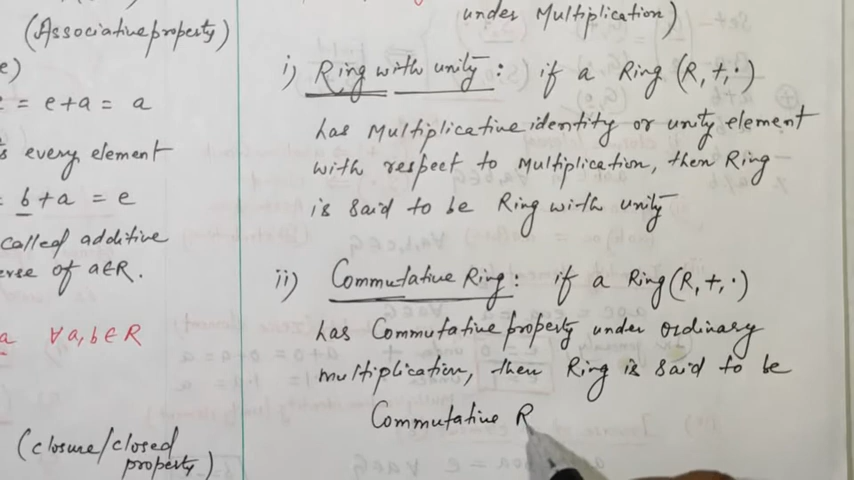 (Associative property)
e)
= e+a = a
s every element
= b+a = e
called additive
erse of a∈R.
a ∀ a,b ∈ R
(closure/closed
property)
under Multiplication)
i) Ring with unity: if a Ring (R, +, ·)
has Multiplicative identity or unity element
with respect to Multiplication, then Ring
is said to be Ring with unity
ii) Commutative Ring: if a Ring (R, +, ·)
has Commutative property under ordinary
multiplication, then Ring is said to be
Commutative R